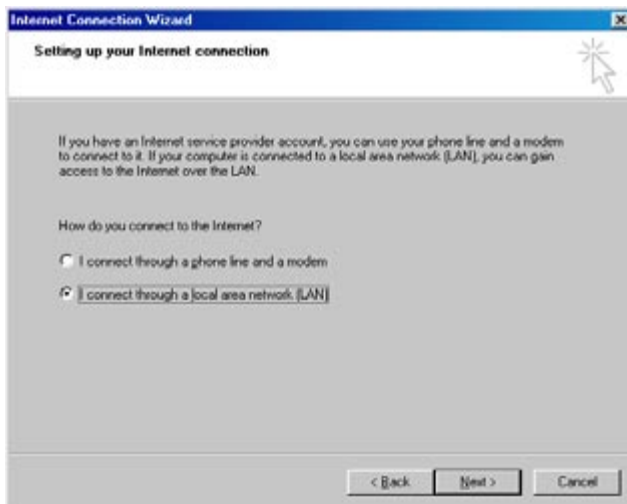 Internet Connection Wizard
Setting up your Internet connection
If you have an Internet service provider account, you can use your phone line and a modem
to connect to it. If your computer is connected to a local area network (LAN), you can gain
access to the Internet over the LAN.
How do you connect to the Internet?
I connect through a phone line and a modem
I connect through a local area network (LAN)
< Back Next > Cancel